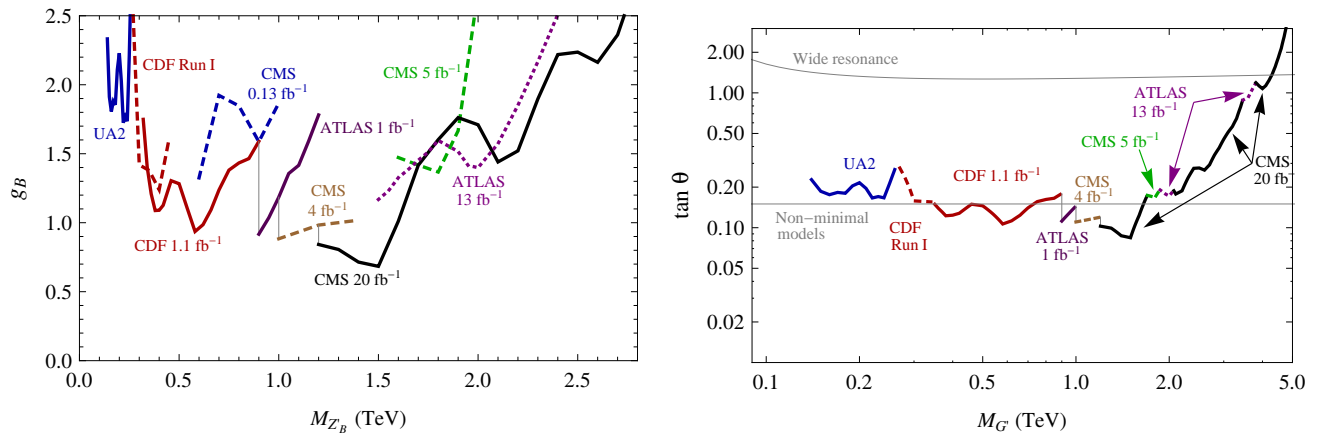 2.5
2.0
1.5
1.0
0.5
0.0
g_B
CDF Run I
CMS
0.13 fb⁻¹
UA2
ATLAS 1 fb⁻¹
CMS 5 fb⁻¹
CMS
4 fb⁻¹
ATLAS
13 fb⁻¹
CDF 1.1 fb⁻¹
CMS 20 fb⁻¹
0.0 0.5 1.0 1.5 2.0 2.5
M_{Z'_B} (TeV)
2.00
1.00
0.50
0.20
0.10
0.05
0.02
tan θ
Wide resonance
ATLAS
13 fb⁻¹
CMS 5 fb⁻¹
UA2
CDF 1.1 fb⁻¹
CMS
4 fb⁻¹
CMS
20 fb⁻
Non-minimal
models
CDF
Run I
ATLAS
1 fb⁻¹
0.1 0.2 0.5 1.0 2.0 5.0
M_{G'} (TeV)